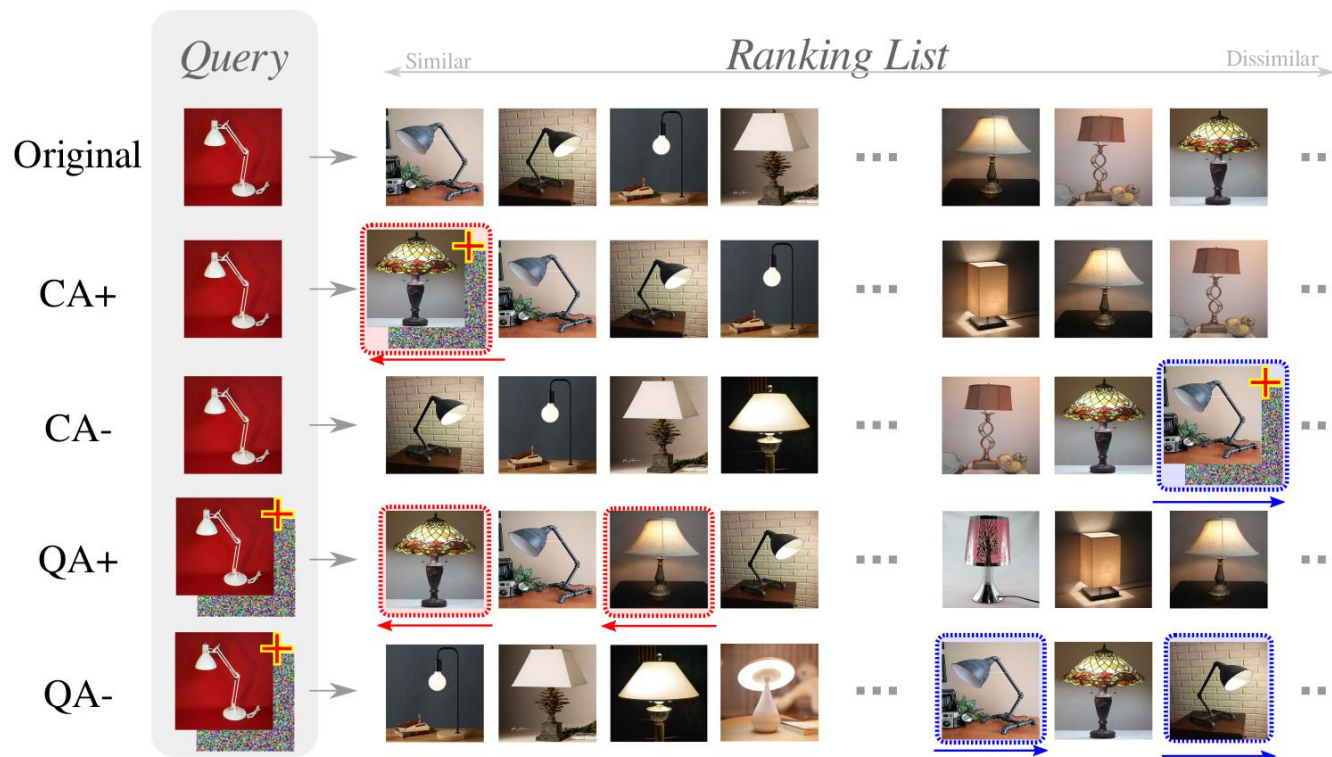 Query
Similar
Ranking List
Dissimilar
Original
CA+
CA-
QA+
QA-